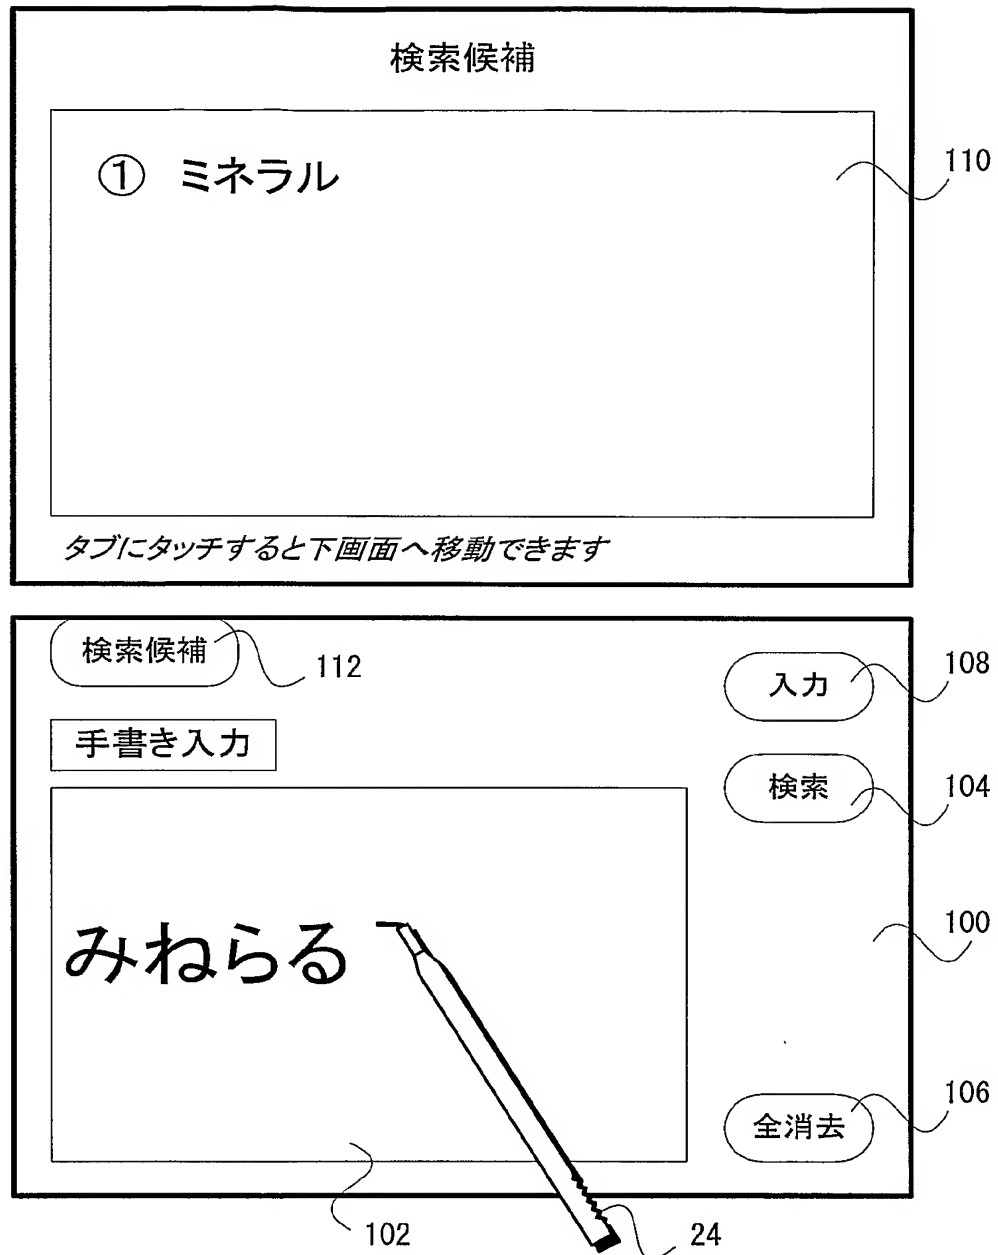 検索候補
① ミネラル
110
タブにタッチすると下画面へ移動できます
検索候補
112
入力
108
手書き入力
検索
104
みねらる
100
全消去
106
102
24